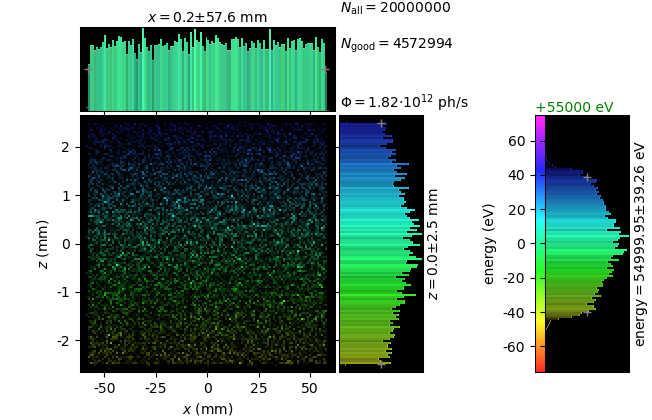 x = 0.2±57.6 mm
N_all = 20000000
N_good = 4572994
Φ = 1.82·10^12 ph/s
+55000 eV
z (mm)
2
1
0
-1
-2
-50
-25
0
25
50
x (mm)
z = 0.0±2.5 mm
energy (eV)
60
40
20
0
-20
-40
-60
energy = 54999.95±39.26 eV